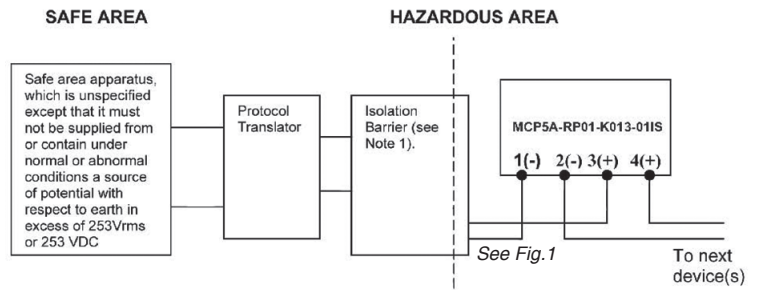 SAFE AREA
HAZARDOUS AREA
Safe area apparatus,
which is unspecified
except that it must
not be supplied from
or contain under
normal or abnormal
conditions a source
of potential with
respect to earth in
excess of 253Vrms
or 253 VDC
Protocol
Translator
Isolation
Barrier (see
Note 1).
MCP5A-RP01-K013-01IS
1(-) 2(-) 3(+) 4(+)
See Fig.1
To next
device(s)